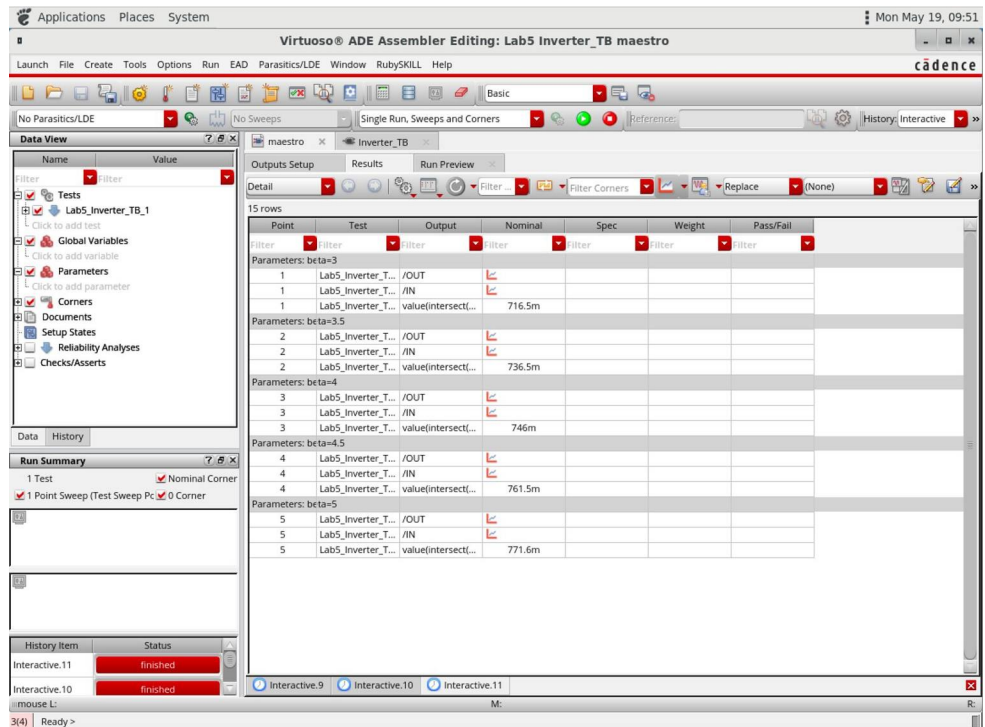 Applications Places System Mon May 19, 09:51
Virtuoso® ADE Assembler Editing: Lab5 Inverter_TB maestro
Launch File Create Tools Options Run EAD Parasitics/LDE Window RubySKILL Help cādence
Basic
No Parasitics/LDE No Sweeps Single Run, Sweeps and Corners Reference: History: Interactive »
Data View
Name Value
Filter Filter
Tests
Lab5_Inverter_TB_1
Click to add test
Global Variables
Click to add variable
Parameters
Click to add parameter
Corners
Documents
Setup States
Reliability Analyses
Checks/Asserts
Data History
Run Summary
1 Test Nominal Corner
1 Point Sweep (Test Sweep Pc 0 Corner
History Item Status
Interactive.11 finished
Interactive.10 finished
maestro Inverter_TB
Outputs Setup Results Run Preview
Detail Filter ... Filter Corners Replace (None) »
15 rows
Point Test Output Nominal Spec Weight Pass/Fail
Filter Filter Filter Filter Filter Filter Filter
Parameters: beta=3
1 Lab5_Inverter_T... /OUT
1 Lab5_Inverter_T... /IN
1 Lab5_Inverter_T... value(intersect(... 716.5m
Parameters: beta=3.5
2 Lab5_Inverter_T... /OUT
2 Lab5_Inverter_T... /IN
2 Lab5_Inverter_T... value(intersect(... 736.5m
Parameters: beta=4
3 Lab5_Inverter_T... /OUT
3 Lab5_Inverter_T... /IN
3 Lab5_Inverter_T... value(intersect(... 746m
Parameters: beta=4.5
4 Lab5_Inverter_T... /OUT
4 Lab5_Inverter_T... /IN
4 Lab5_Inverter_T... value(intersect(... 761.5m
Parameters: beta=5
5 Lab5_Inverter_T... /OUT
5 Lab5_Inverter_T... /IN
5 Lab5_Inverter_T... value(intersect(... 771.6m
Interactive.9 Interactive.10 Interactive.11
mouse L: M: R:
3(4) Ready >